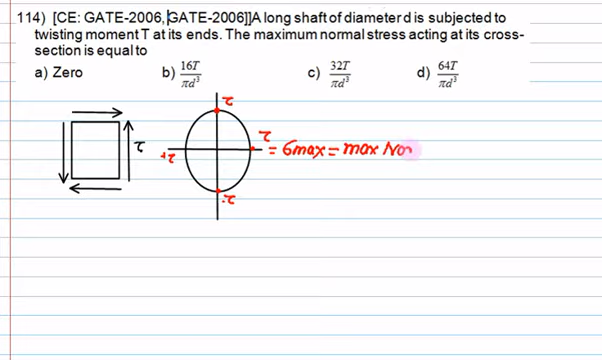 114) [CE: GATE-2006, GATE-2006]]A long shaft of diameter d is subjected to
twisting moment T at its ends. The maximum normal stress acting at its cross-
section is equal to
a) Zero b) 16T/πd³ c) 32T/πd³ d) 64T/πd³
τ
τ
τ
+τ
-τ
= σmax = max Nor